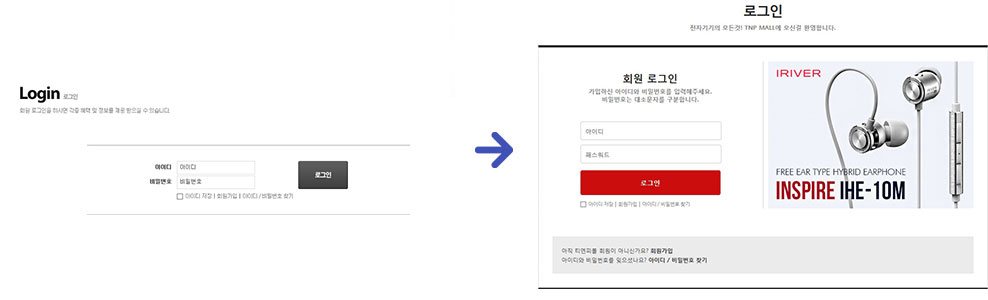 Login 로그인
회원 로그인을 하시면 각종 혜택 및 정보를 제공 받으실 수 있습니다.
아이디
아이디
비밀번호
비밀번호
로그인
아이디 저장 | 회원가입 | 아이디 / 비밀번호 찾기
로그인
전자기기의 모든것! TNP MALL에 오신걸 환영합니다.
회원 로그인
가입하신 아이디와 비밀번호를 입력해주세요.
비밀번호는 대소문자를 구분합니다.
아이디
패스워드
로그인
아이디 저장 | 회원가입 | 아이디 / 비밀번호 찾기
IRIVER
FREE EAR TYPE HYBRID EARPHONE
INSPIRE IHE-10M
아직 티엔피몰 회원이 아니신가요? 회원가입
아이디와 비밀번호를 잊으셨나요? 아이디 / 비밀번호 찾기